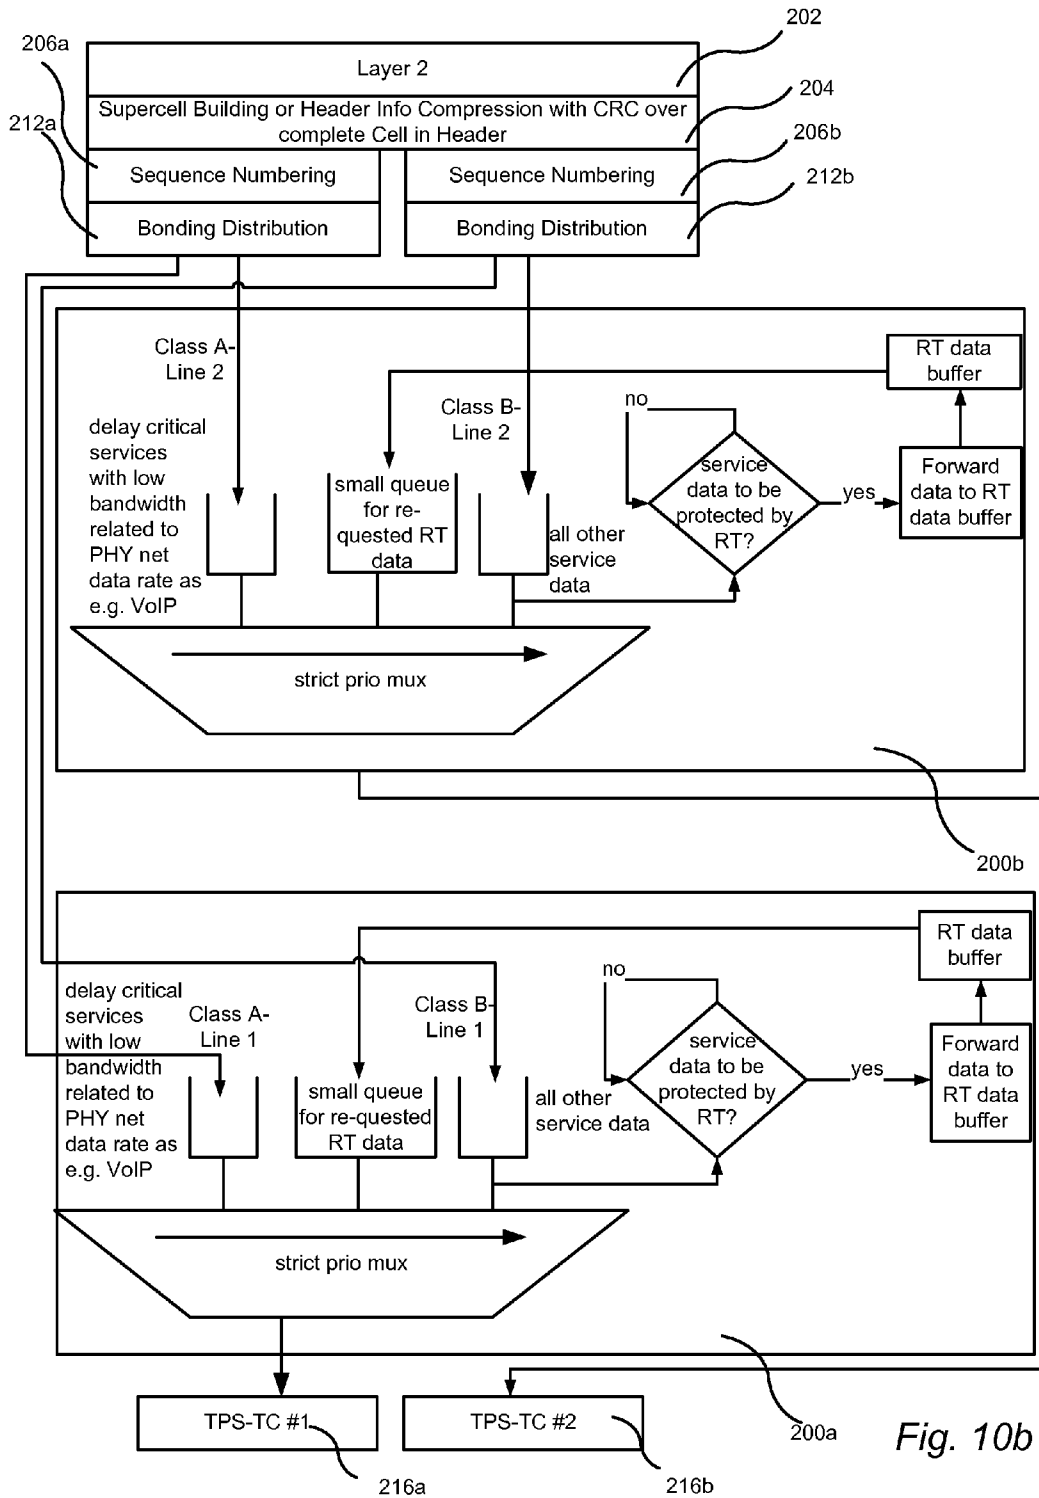 202
206a
Layer 2
204
Supercell Building or Header Info Compression with CRC over
complete Cell in Header
212a
206b
Sequence Numbering
Sequence Numbering
212b
Bonding Distribution
Bonding Distribution
Class A-
Line 2
RT data
buffer
no
Class B-
Line 2
delay critical
services
with low
bandwidth
related to
PHY net
data rate as
e.g. VoIP
small queue
for re-
quested RT
data
service
data to be
protected by
RT?
yes
Forward
data to RT
data buffer
all other
service
data
strict prio mux
200b
RT data
buffer
no
delay critical
services
with low
bandwidth
related to
PHY net
data rate as
e.g. VoIP
Class A-
Line 1
Class B-
Line 1
service
data to be
protected by
RT?
yes
Forward
data to
RT data
buffer
small queue
for re-quested
RT data
all other
service data
strict prio mux
TPS-TC #1
TPS-TC #2
200a
Fig. 10b
216a
216b